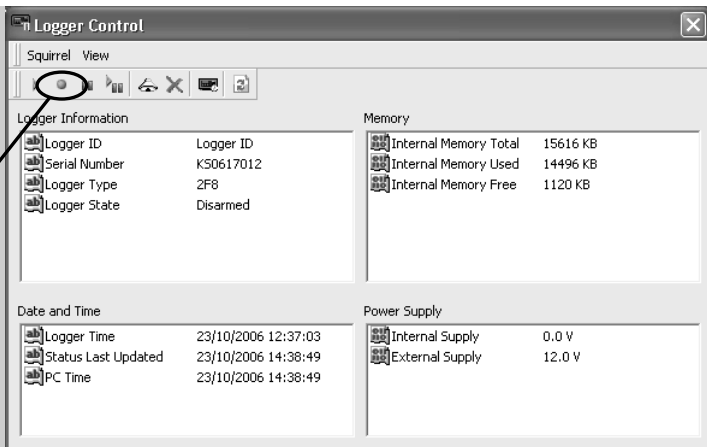 Logger Control
Squirrel View
Logger Information
Logger ID Logger ID
Serial Number KS0617012
Logger Type 2F8
Logger State Disarmed
Memory
Internal Memory Total 15616 KB
Internal Memory Used 14496 KB
Internal Memory Free 1120 KB
Date and Time
Logger Time 23/10/2006 12:37:03
Status Last Updated 23/10/2006 14:38:49
PC Time 23/10/2006 14:38:49
Power Supply
Internal Supply 0.0 V
External Supply 12.0 V